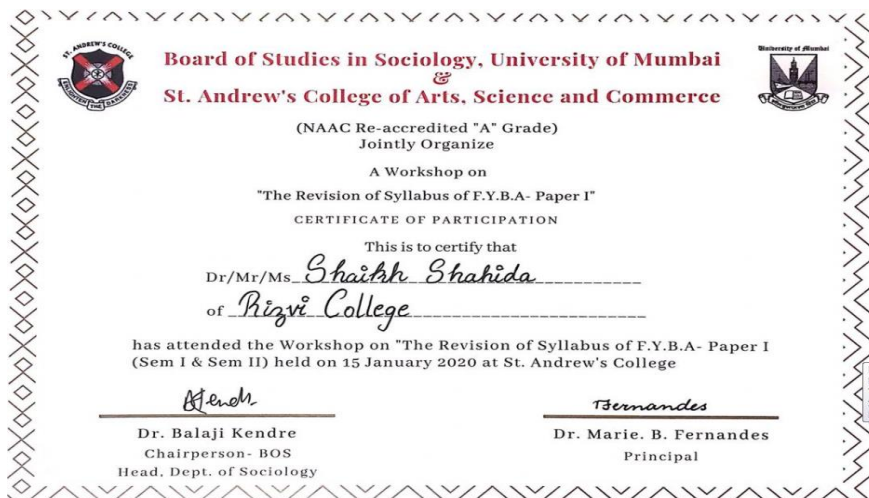 ST. ANDREW'S COLLEGE
ENLIGHTEN THE DARKNESS
University of Mumbai
Board of Studies in Sociology, University of Mumbai
&
St. Andrew's College of Arts, Science and Commerce
(NAAC Re-accredited "A" Grade)
Jointly Organize
A Workshop on
"The Revision of Syllabus of F.Y.B.A- Paper I"
CERTIFICATE OF PARTICIPATION
This is to certify that
Dr/Mr/Ms Shaikh Shahida
of Rizvi College
has attended the Workshop on "The Revision of Syllabus of F.Y.B.A- Paper I
(Sem I & Sem II) held on 15 January 2020 at St. Andrew's College
Fernandes
Dr. Balaji Kendre
Dr. Marie. B. Fernandes
Chairperson- BOS
Principal
Head, Dept. of Sociology